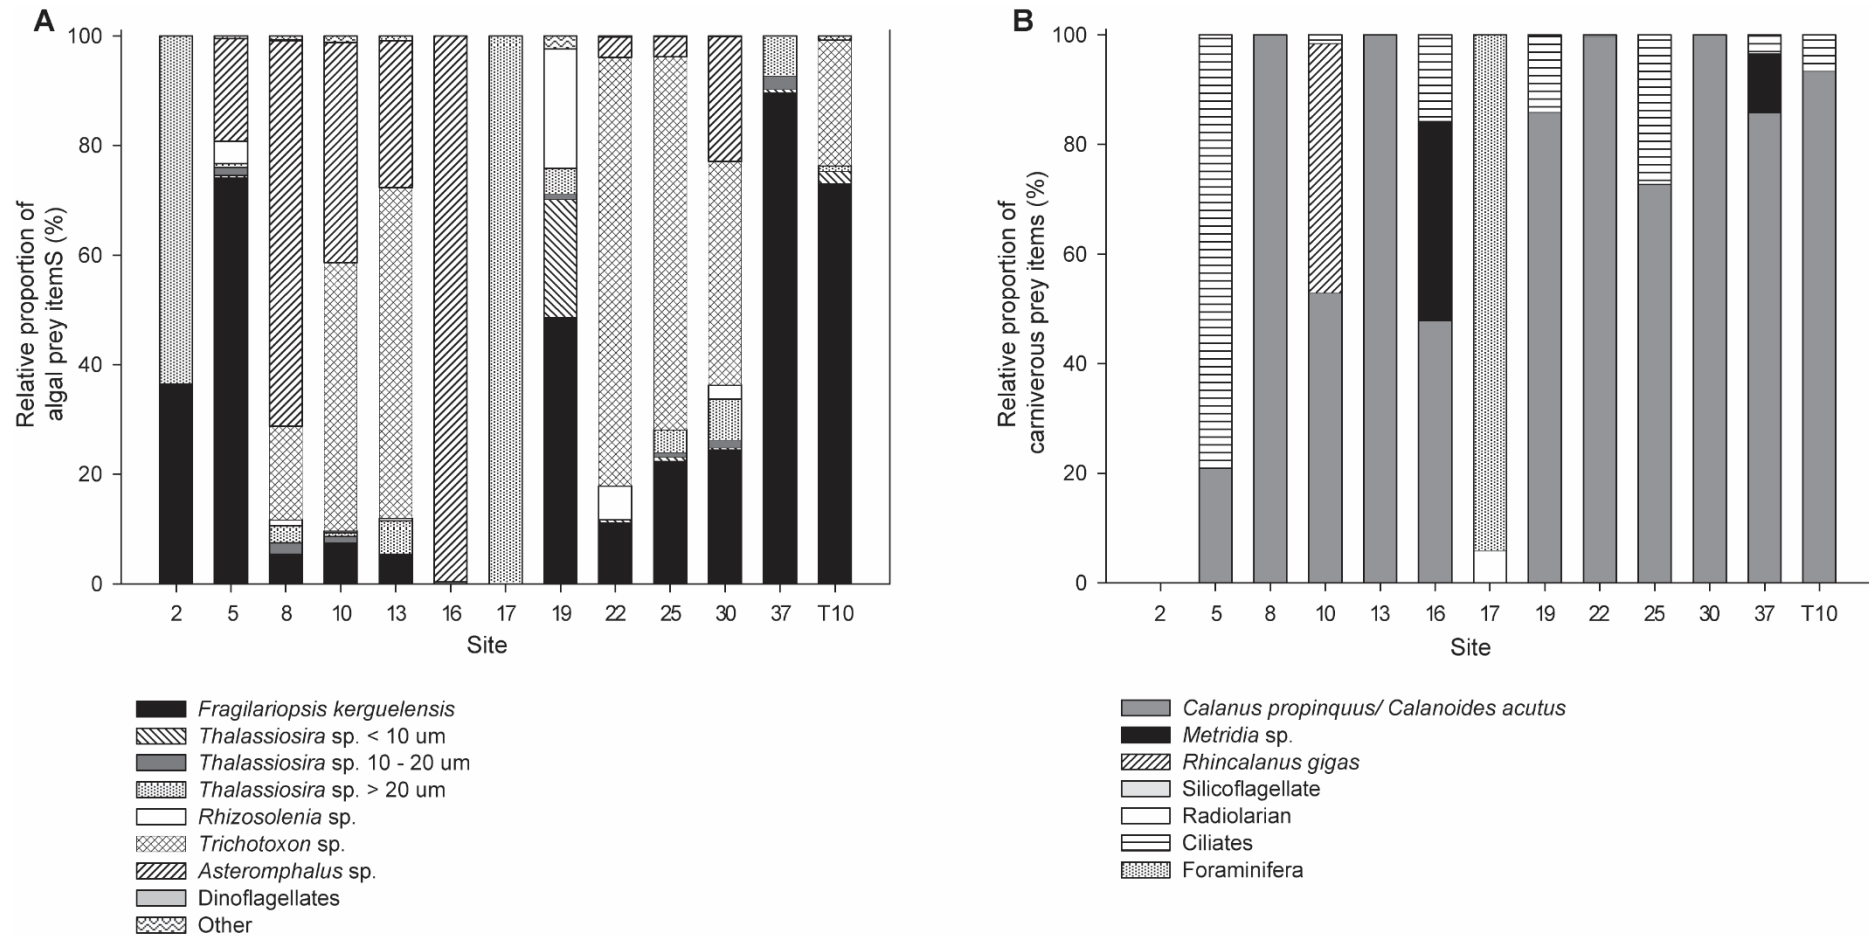 A
Relative proportion of
algal prey itemS (%)
100
80
60
40
20
0
2 5 8 10 13 16 17 19 22 25 30 37 T10
Site
Fragilariopsis kerguelensis
Thalassiosira sp. < 10 um
Thalassiosira sp. 10 - 20 um
Thalassiosira sp. > 20 um
Rhizosolenia sp.
Trichotoxon sp.
Asteromphalus sp.
Dinoflagellates
Other
B
Relative proportion of
carniverous prey items (%)
100
80
60
40
20
0
2 5 8 10 13 16 17 19 22 25 30 37 T10
Site
Calanus propinquus/ Calanoides acutus
Metridia sp.
Rhincalanus gigas
Silicoflagellate
Radiolarian
Ciliates
Foraminifera